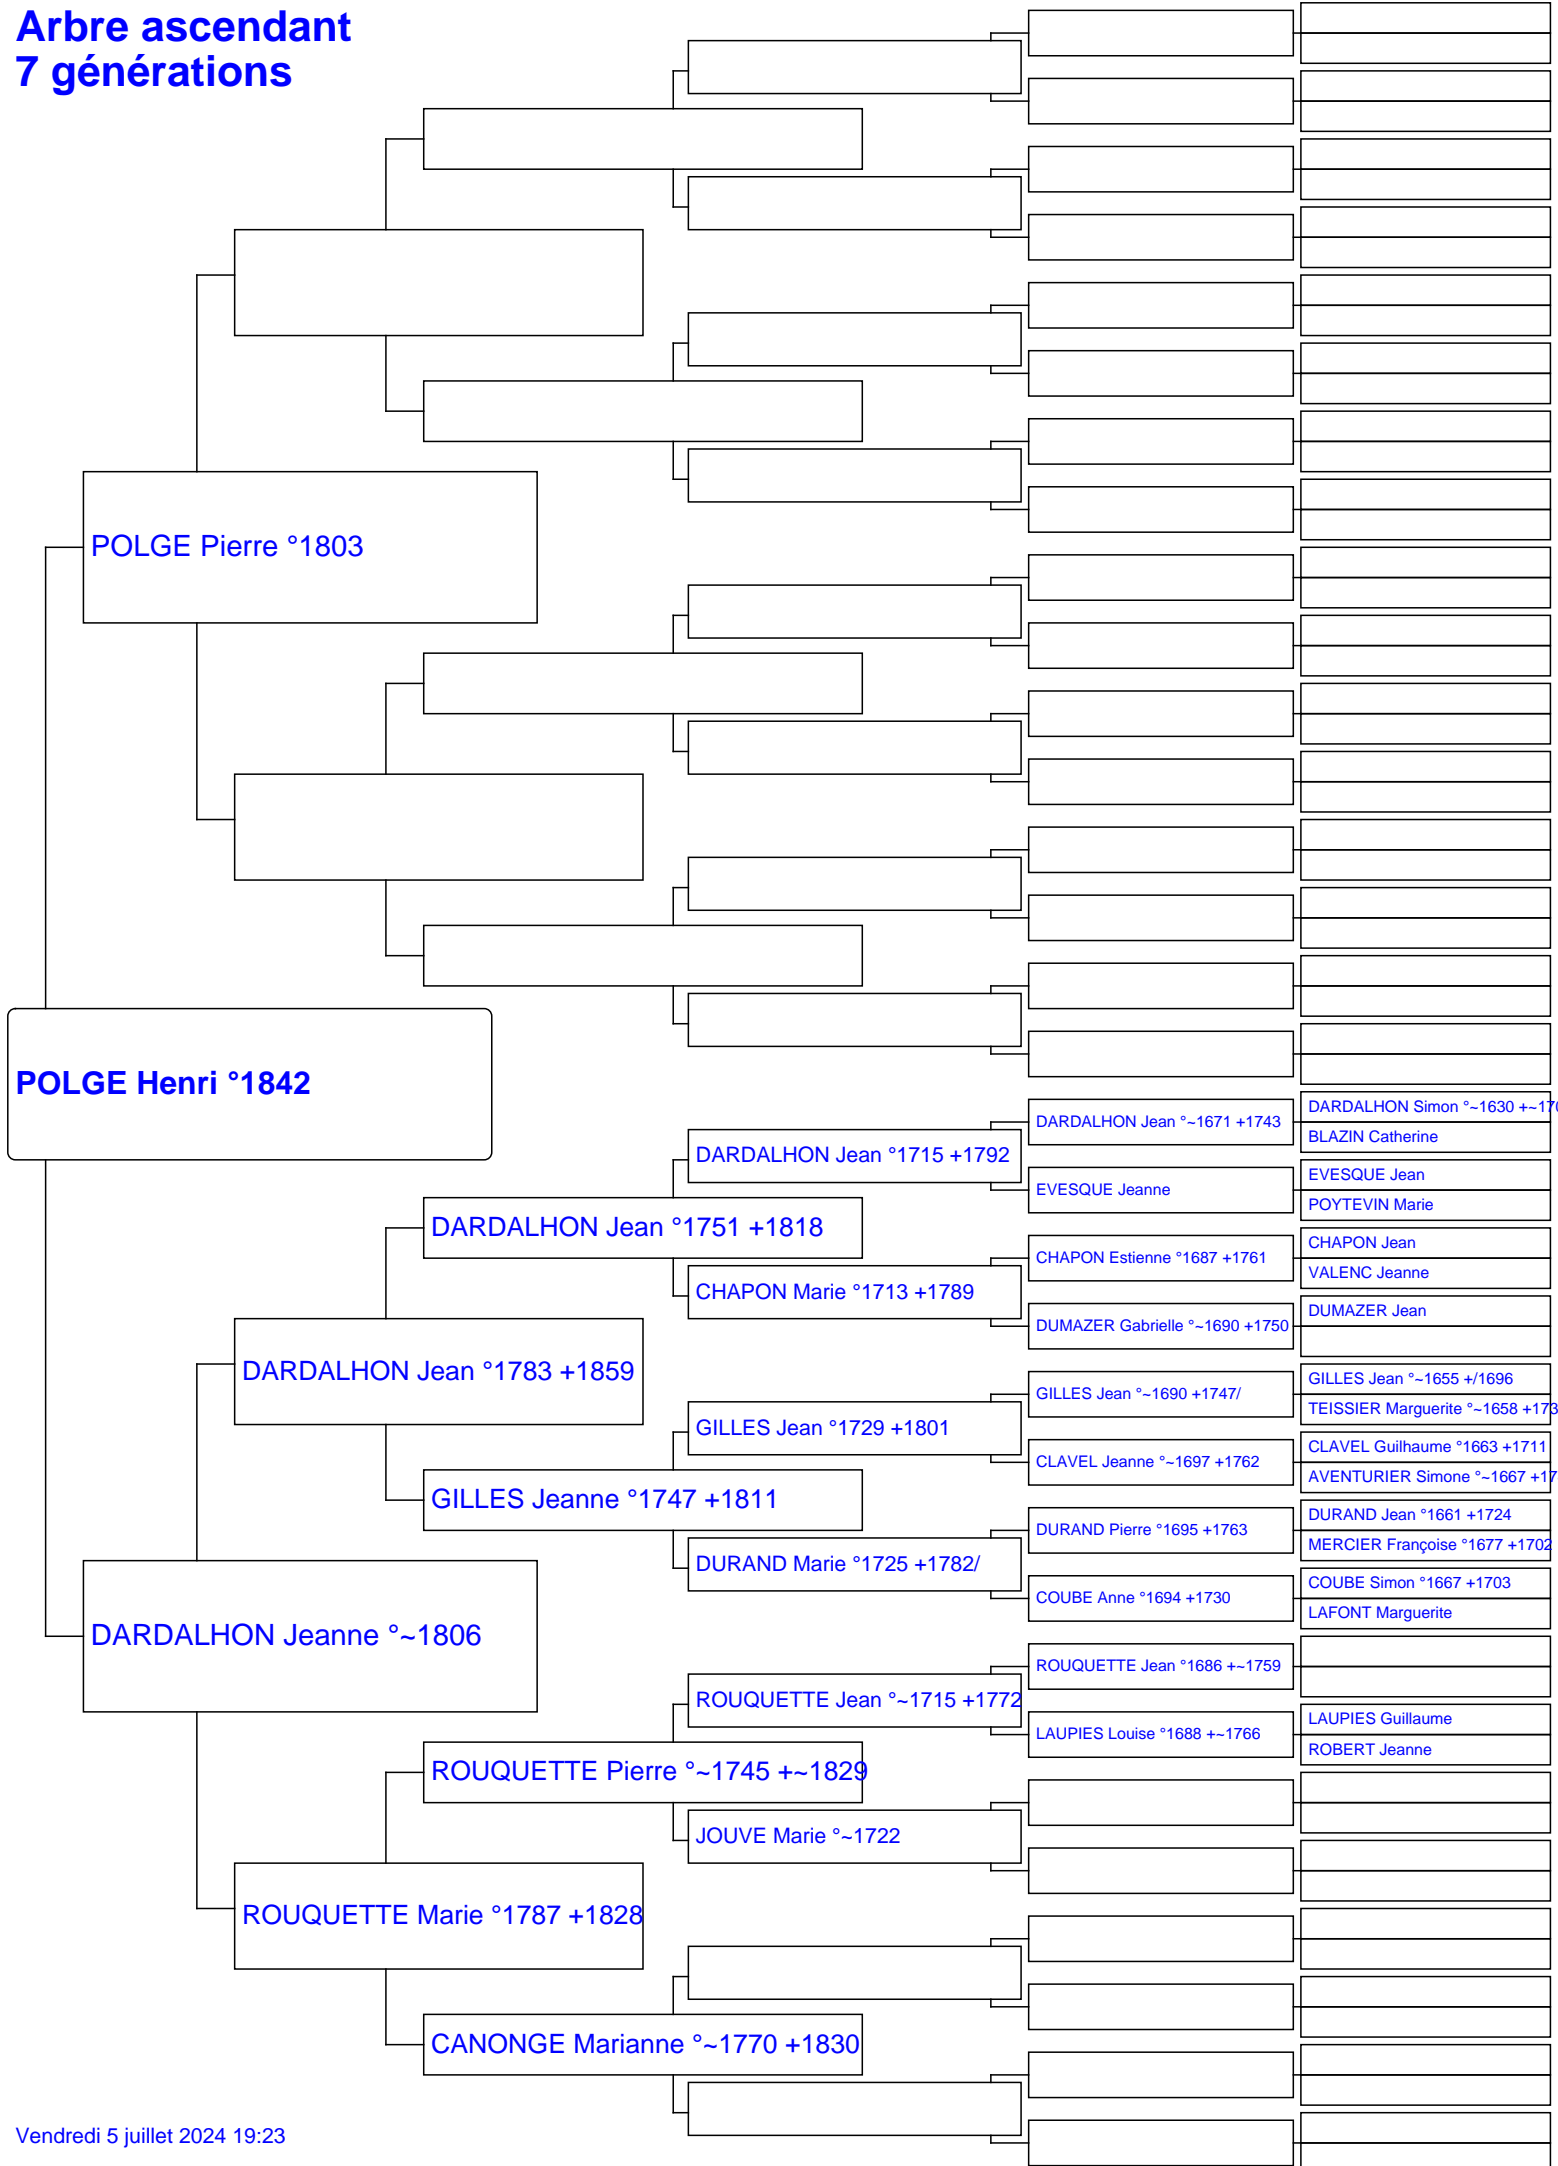 Arbre ascendant
7 générations
POLGE Pierre °1803
POLGE Henri °1842
DARDALHON Simon °~1630 +~170
DARDALHON Jean °~1671 +1743
BLAZIN Catherine
DARDALHON Jean °1715 +1792
EVESQUE Jean
EVESQUE Jeanne
POYTEVIN Marie
DARDALHON Jean °1751 +1818
CHAPON Jean
CHAPON Estienne °1687 +1761
VALENC Jeanne
CHAPON Marie °1713 +1789
DUMAZER Jean
DUMAZER Gabrielle °~1690 +1750
DARDALHON Jean °1783 +1859
GILLES Jean °~1655 +/1696
GILLES Jean °~1690 +1747/
TEISSIER Marguerite °~1658 +173
GILLES Jean °1729 +1801
CLAVEL Guilhaume °1663 +1711
CLAVEL Jeanne °~1697 +1762
AVENTURIER Simone °~1667 +17
GILLES Jeanne °1747 +1811
DURAND Jean °1661 +1724
DURAND Pierre °1695 +1763
MERCIER Françoise °1677 +1702
DURAND Marie °1725 +1782/
COUBE Simon °1667 +1703
COUBE Anne °1694 +1730
LAFONT Marguerite
DARDALHON Jeanne °~1806
ROUQUETTE Jean °1686 +~1759
ROUQUETTE Jean °~1715 +1772
LAUPIES Guillaume
LAUPIES Louise °1688 +~1766
ROBERT Jeanne
ROUQUETTE Pierre °~1745 +~1829
JOUVE Marie °~1722
ROUQUETTE Marie °1787 +1828
CANONGE Marianne °~1770 +1830
Vendredi 5 juillet 2024 19:23